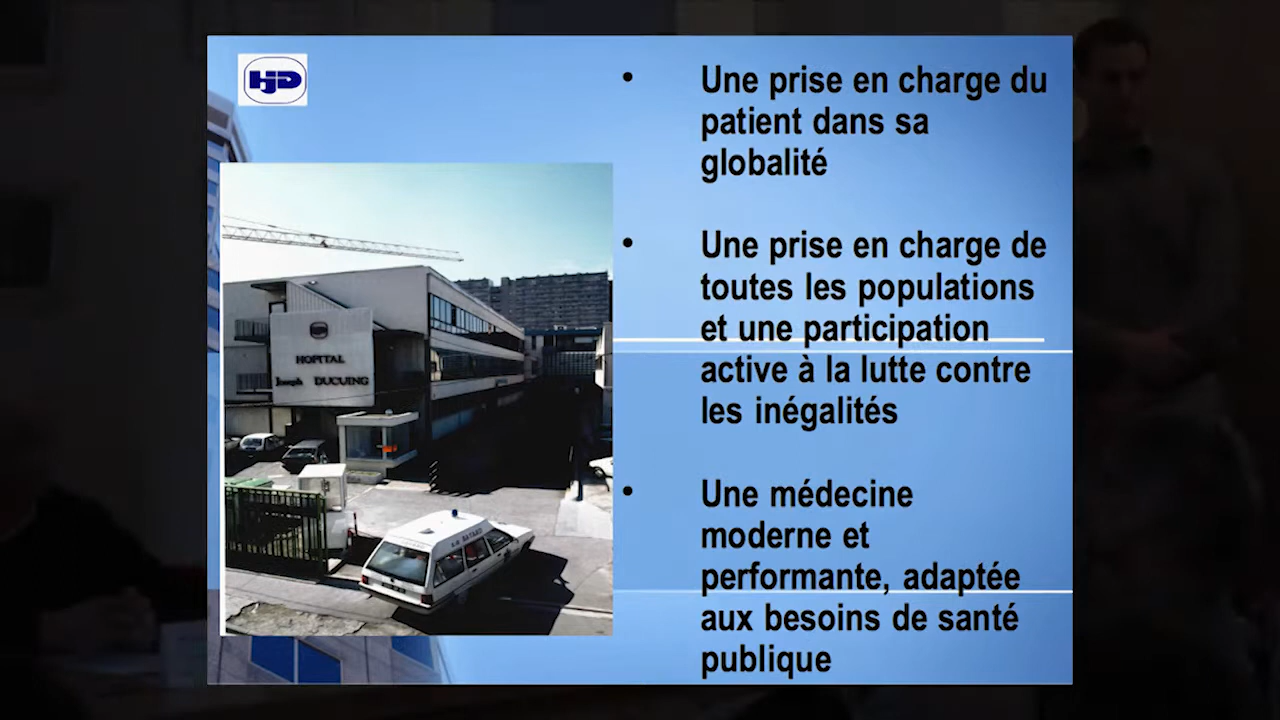 HJD
• Une prise en charge du
patient dans sa
globalité
• Une prise en charge de
toutes les populations
et une participation
active à la lutte contre
les inégalités
• Une médecine
moderne et
performante, adaptée
aux besoins de santé
publique
HOPITAL
Joseph DUCUING